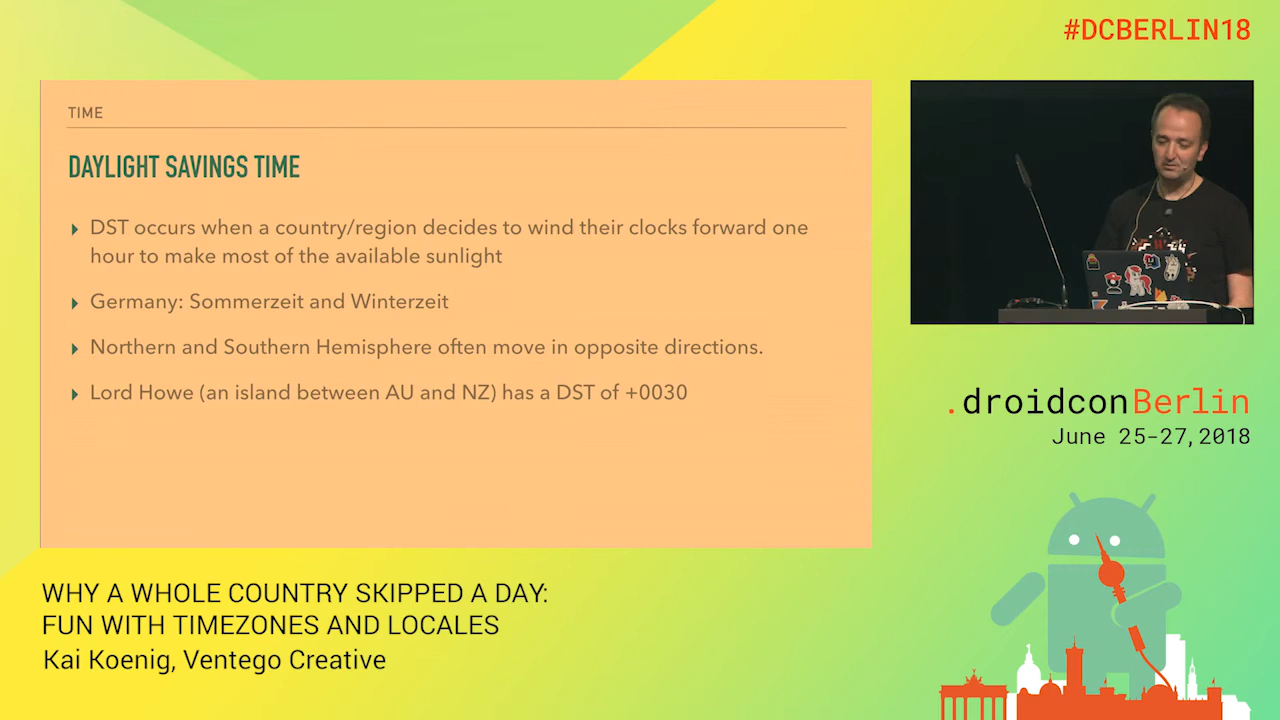 #DCBERLIN18
TIME
DAYLIGHT SAVINGS TIME
DST occurs when a country/region decides to wind their clocks forward one
hour to make most of the available sunlight
Germany: Sommerzeit and Winterzeit
Northern and Southern Hemisphere often move in opposite directions.
Lord Howe (an island between AU and NZ) has a DST of +0030
.droidconBerlin
June 25-27,2018
WHY A WHOLE COUNTRY SKIPPED A DAY:
FUN WITH TIMEZONES AND LOCALES
Kai Koenig, Ventego Creative